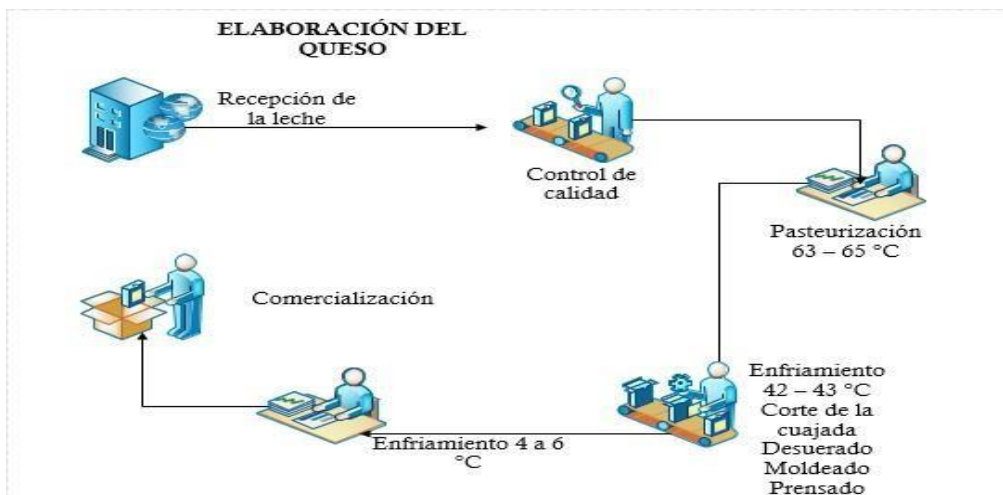 ELABORACIÓN DEL
QUESO
Recepción de
la leche
Control de
calidad
Pasteurización
63 – 65 °C
Enfriamiento
42 – 43 °C
Corte de la
cuajada
Desuerado
Moldeado
Prensado
Enfriamiento 4 a 6
°C
Comercialización